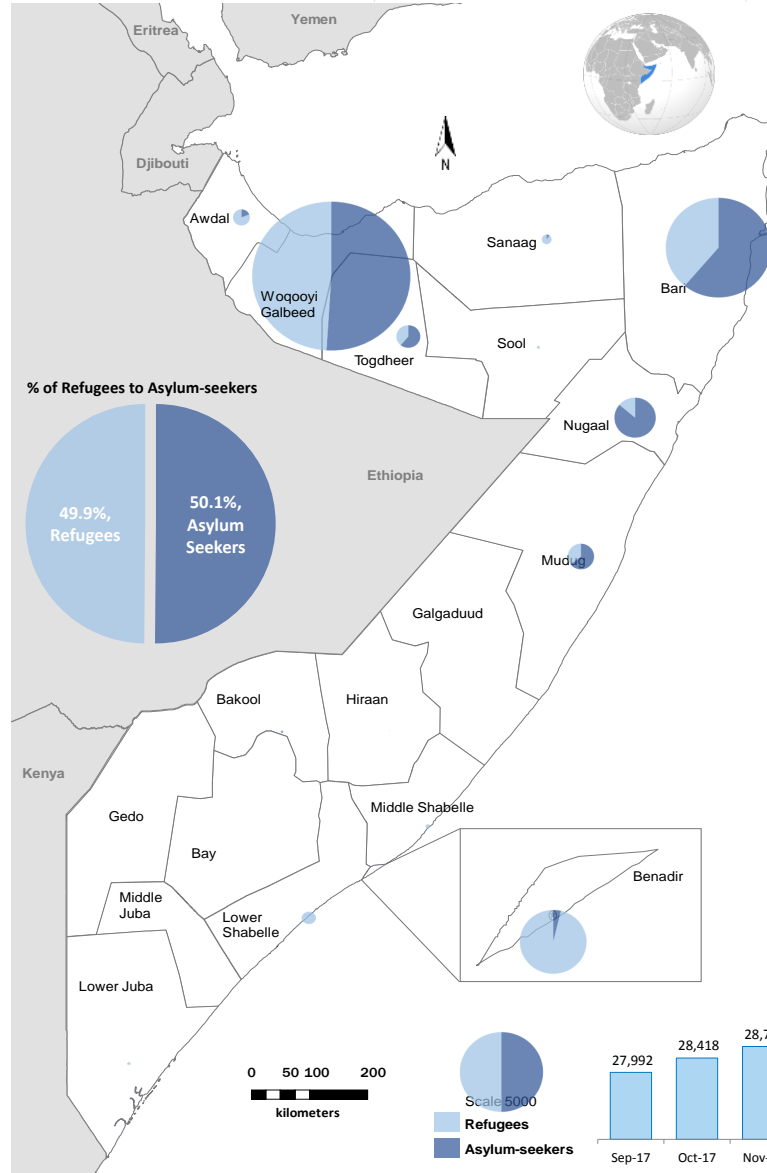 Yemen
Eritrea
Djibouti
N
Awdal
Sanaag
Bari
Woqooyi
Galbeed
Togdheer
Sool
% of Refugees to Asylum-seekers
Nugaal
Ethiopia
49.9%,
Refugees
50.1%,
Asylum
Seekers
Mudug
Galgaduud
Bakool
Hiraan
Kenya
Gedo
Middle Shabelle
Bay
Benadir
Middle
Juba
Lower
Shabelle
Lower Juba
0 50 100 200
kilometers
Scale 5000
Refugees
Asylum-seekers
27,992
28,418
28,7
Sep-17
Oct-17
Nov-